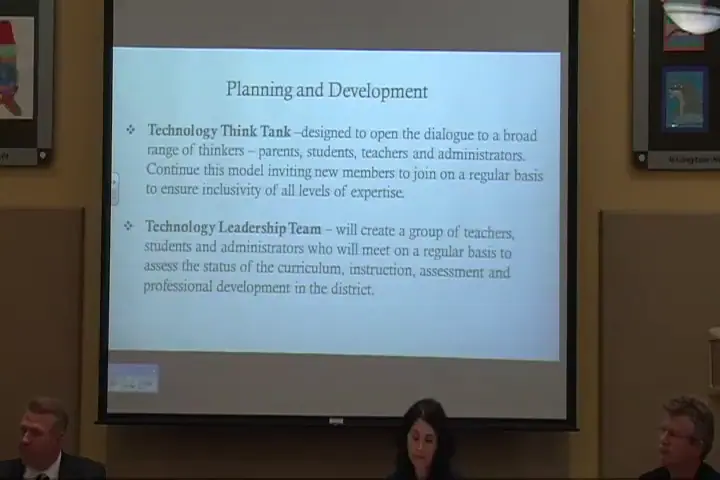 Planning and Development
❖ Technology Think Tank –designed to open the dialogue to a broad
range of thinkers – parents, students, teachers and administrators.
Continue this model inviting new members to join on a regular basis
to ensure inclusivity of all levels of expertise.
❖ Technology Leadership Team – will create a group of teachers,
students and administrators who will meet on a regular basis to
assess the status of the curriculum, instruction, assessment and
professional development in the district.